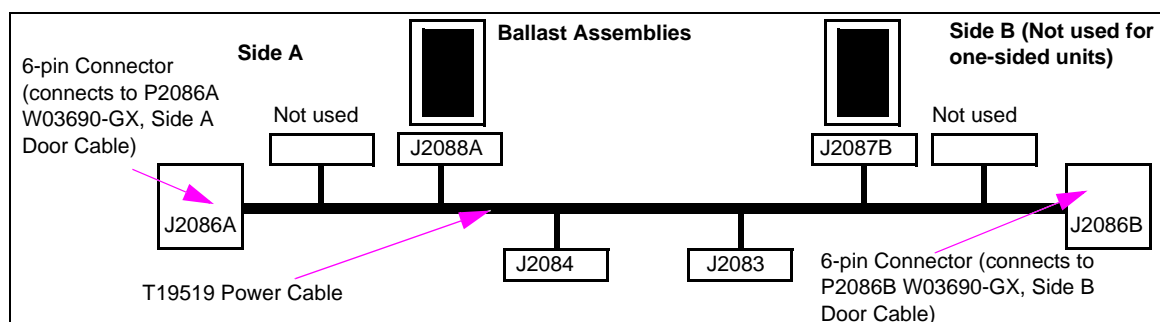 Ballast Assemblies
Side A
Side B (Not used for
one-sided units)
6-pin Connector
(connects to P2086A
W03690-GX, Side A
Door Cable)
Not used
Not used
J2088A
J2087B
J2086A
J2086B
J2084
J2083
T19519 Power Cable
6-pin Connector (connects to
P2086B W03690-GX, Side B
Door Cable)